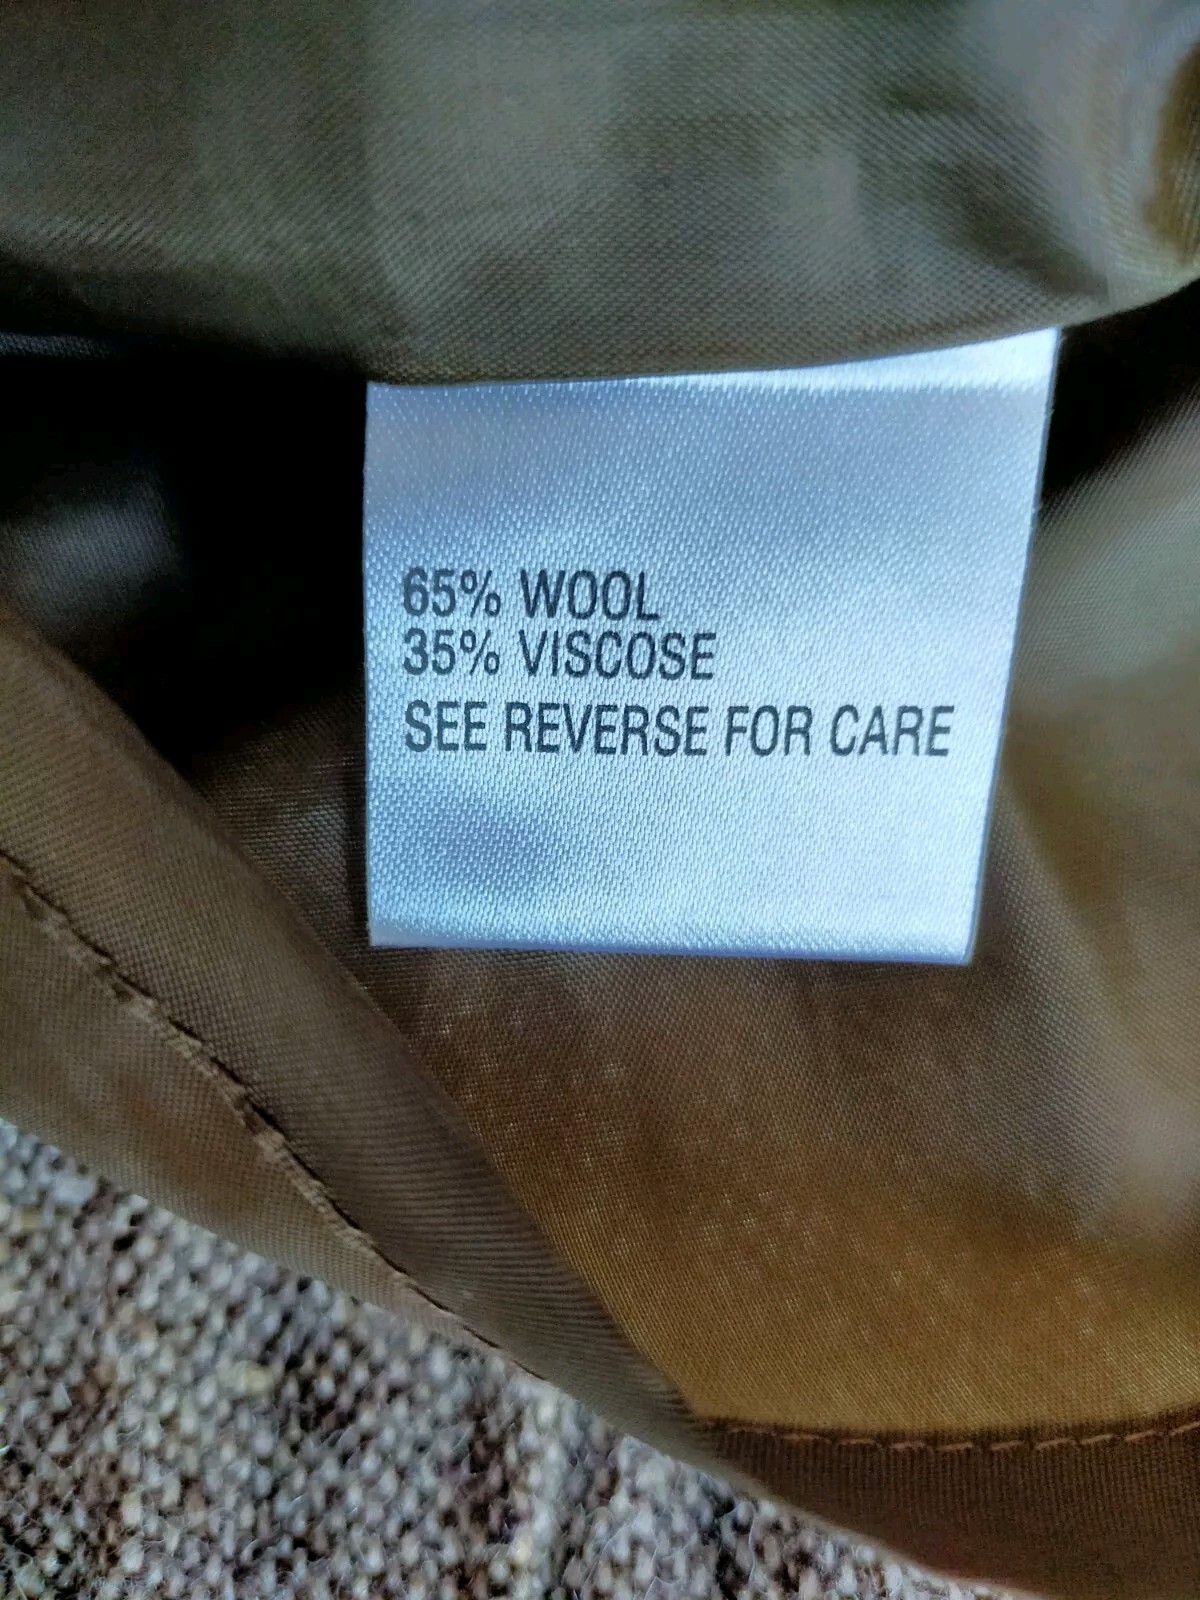 65% WOOL
35% VISCOSE
SEE REVERSE FOR CARE